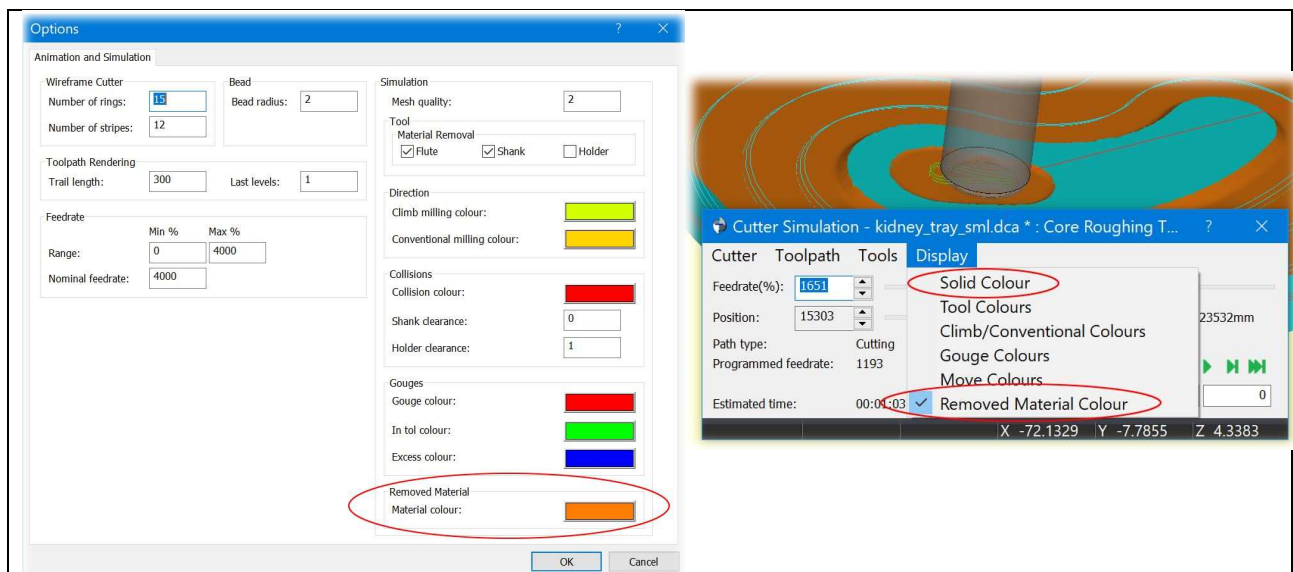 Options ? ×
Animation and Simulation
Wireframe Cutter
Number of rings: 15
Number of stripes: 12
Bead
Bead radius: 2
Toolpath Rendering
Trail length: 300 Last levels: 1
Feedrate
Min % Max %
Range: 0 4000
Nominal feedrate: 4000
Simulation
Mesh quality: 2
Tool
Material Removal
Flute Shank Holder
Direction
Climb milling colour:
Conventional milling colour:
Collisions
Collision colour:
Shank clearance: 0
Holder clearance: 1
Gouges
Gouge colour:
In tol colour:
Excess colour:
Removed Material
Material colour:
OK Cancel
Cutter Simulation - kidney_tray_sml.dca * : Core Roughing T... ? ×
Cutter Toolpath Tools Display
Feedrate(%): 1651
Position: 15303 23532mm
Path type: Cutting
Programmed feedrate: 1193
Estimated time: 00:01:03 0
Solid Colour
Tool Colours
Climb/Conventional Colours
Gouge Colours
Move Colours
Removed Material Colour
X -72.1329 Y -7.7855 Z 4.3383